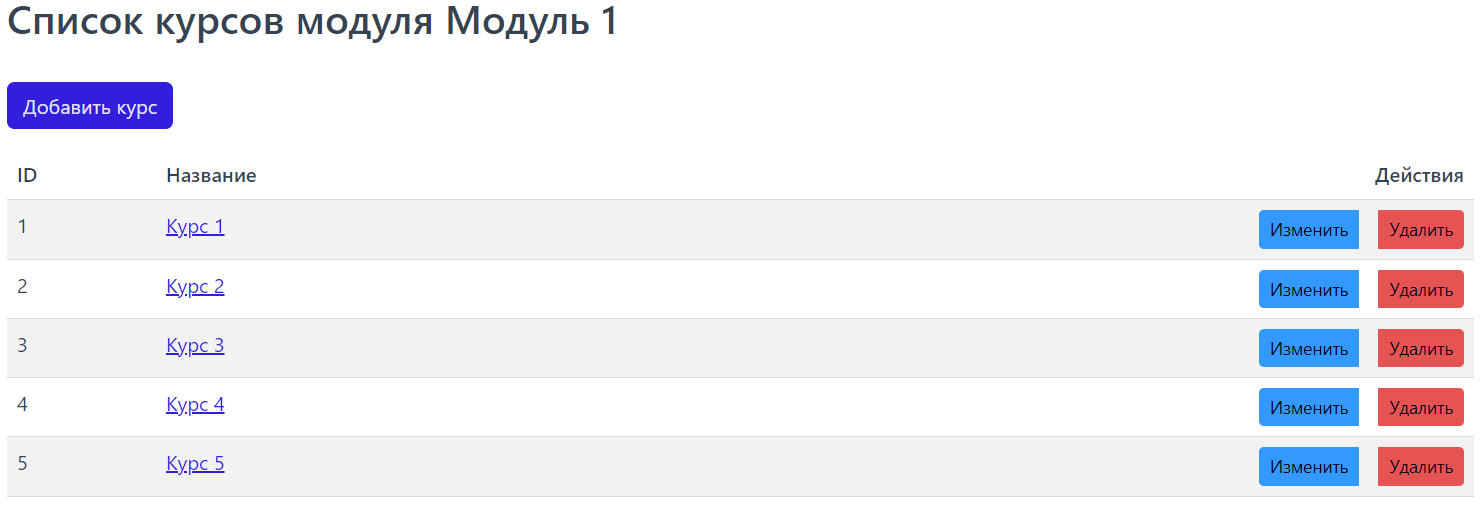 Список курсов модуля Модуль 1
Добавить курс
ID Название Действия
1 Курс 1 Изменить Удалить
2 Курс 2 Изменить Удалить
3 Курс 3 Изменить Удалить
4 Курс 4 Изменить Удалить
5 Курс 5 Изменить Удалить